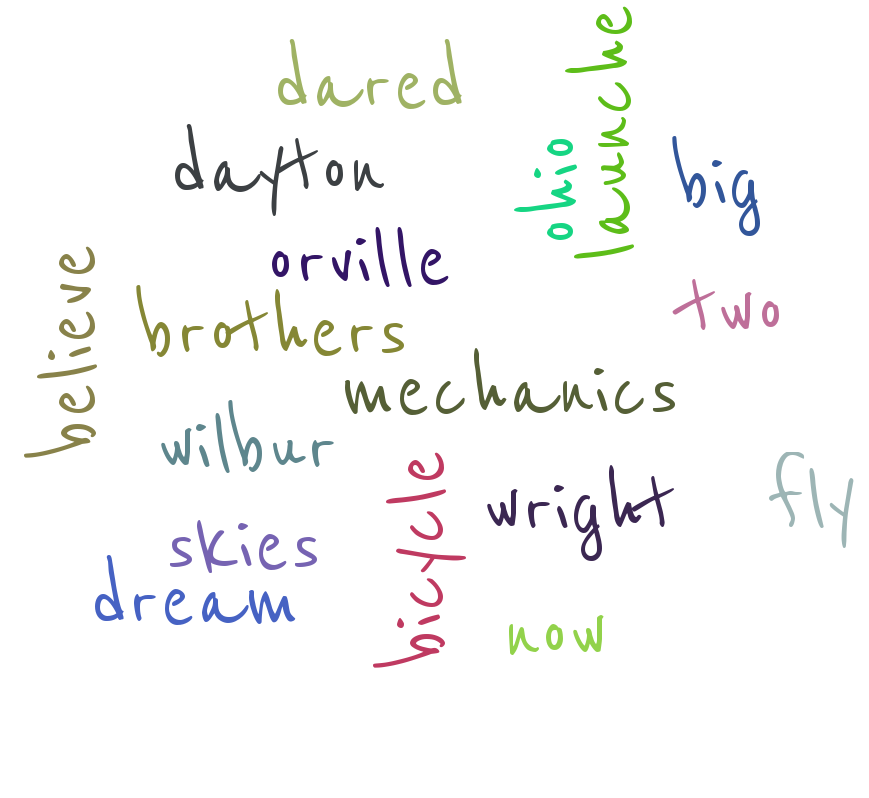 dared
launche
dayton
ohio
big
orville
believe
brothers
two
mechanics
wilbur
bicycle
wright
fly
skies
dream
now